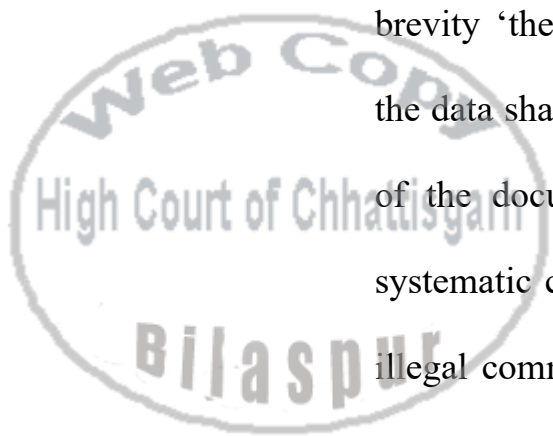 brevity ‘the
Web Copy
the data sha
High Court of Chhattisgarh
of the docu
systematic c
Bilaspur
illegal comm